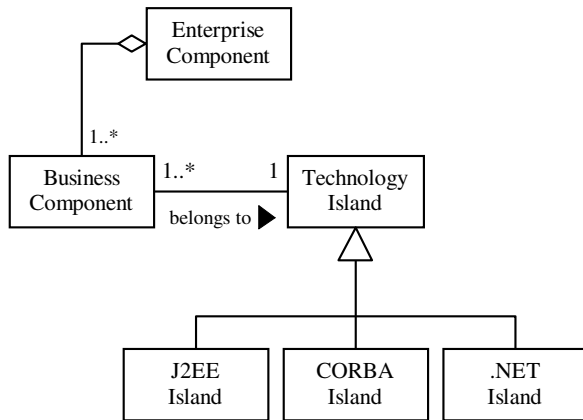 Enterprise
Component
1..*
Business
Component
1..*
1
belongs to
Technology
Island
J2EE
Island
CORBA
Island
.NET
Island